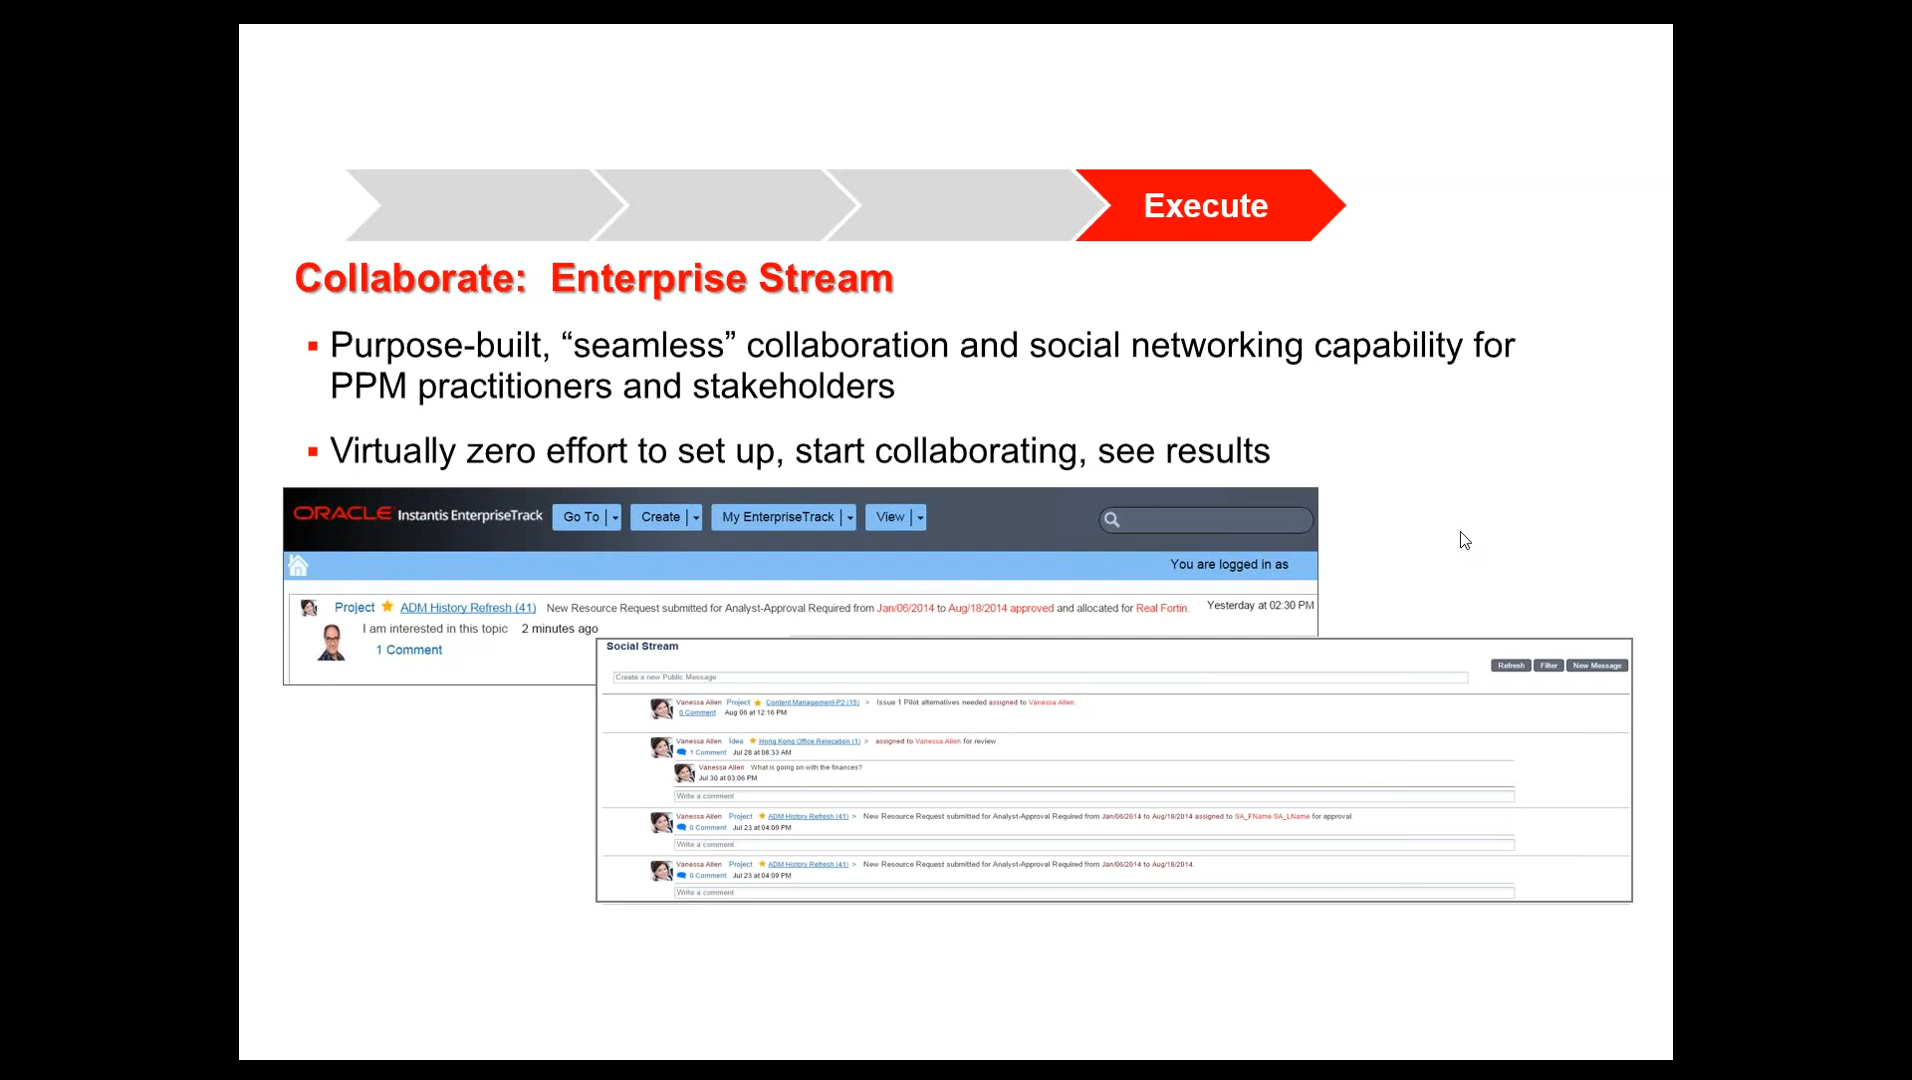 Execute
Collaborate: Enterprise Stream
▪ Purpose-built, “seamless” collaboration and social networking capability for
PPM practitioners and stakeholders
▪ Virtually zero effort to set up, start collaborating, see results
ORACLE Instantis EnterpriseTrack Go To Create My EnterpriseTrack View
You are logged in as
Project ADM History Refresh (41) New Resource Request submitted for Analyst-Approval Required from Jan/06/2014 to Aug/18/2014 approved and allocated for Real Fortin. Yesterday at 02:30 PM
I am interested in this topic 2 minutes ago
1 Comment
Social Stream
Refresh Filter New Message
Create a new Public Message
Vanessa Allen Project Content Management-P2 (15) > Issue 1 Pilot alternatives needed assigned to Vanessa Allen.
0 Comment Aug 06 at 12:16 PM
Vanessa Allen Idea Hong Kong Office Relocation (1) > assigned to Vanessa Allen for review.
1 Comment Jul 28 at 08:33 AM
Vanessa Allen What is going on with the finances?
Jul 30 at 03:06 PM
Write a comment
Vanessa Allen Project ADM History Refresh (41) > New Resource Request submitted for Analyst-Approval Required from Jan/06/2014 to Aug/18/2014 assigned to SA_FName SA_LName for approval.
0 Comment Jul 23 at 04:09 PM
Write a comment
Vanessa Allen Project ADM History Refresh (41) > New Resource Request submitted for Analyst-Approval Required from Jan/06/2014 to Aug/18/2014.
0 Comment Jul 23 at 04:09 PM
Write a comment